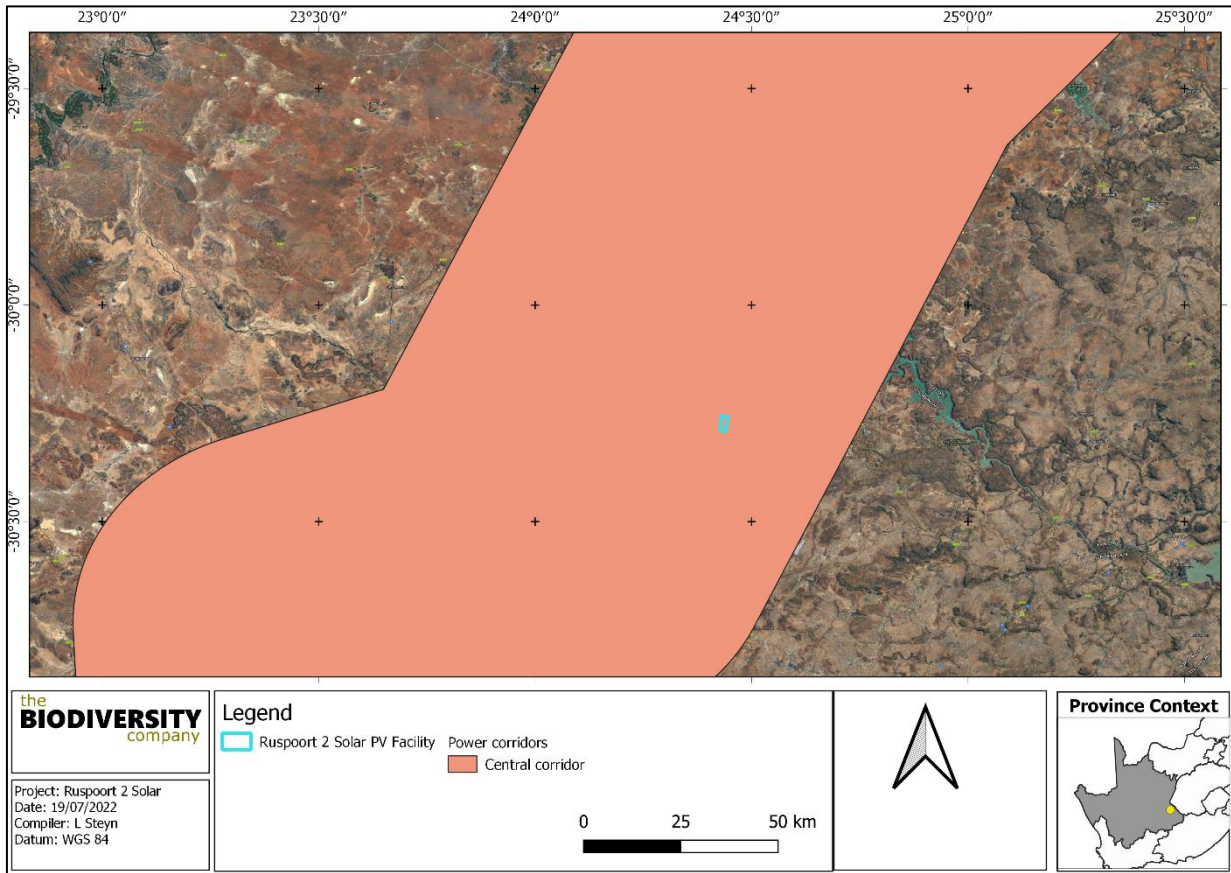 23°0′0″ 23°30′0″ 24°0′0″ 24°30′0″ 25°0′0″ 25°30′0″
-29°30′0″
-30°0′0″
-30°30′0″
the
BIODIVERSITY
company
Project: Ruspoort 2 Solar
Date: 19/07/2022
Compiler: L Steyn
Datum: WGS 84
Legend
Ruspoort 2 Solar PV Facility
Power corridors
Central corridor
0 25 50 km
Province Context